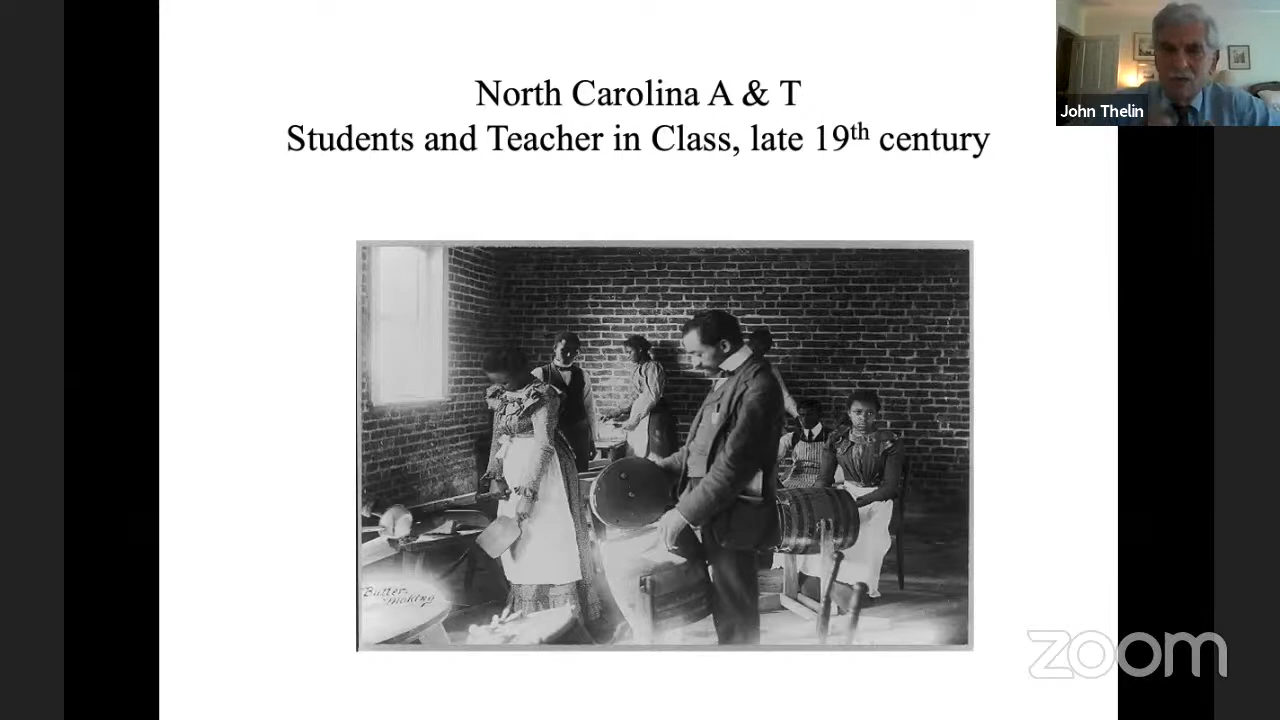 North Carolina A & T
Students and Teacher in Class, late 19th century
John Thelin
Butter-
making
zoom